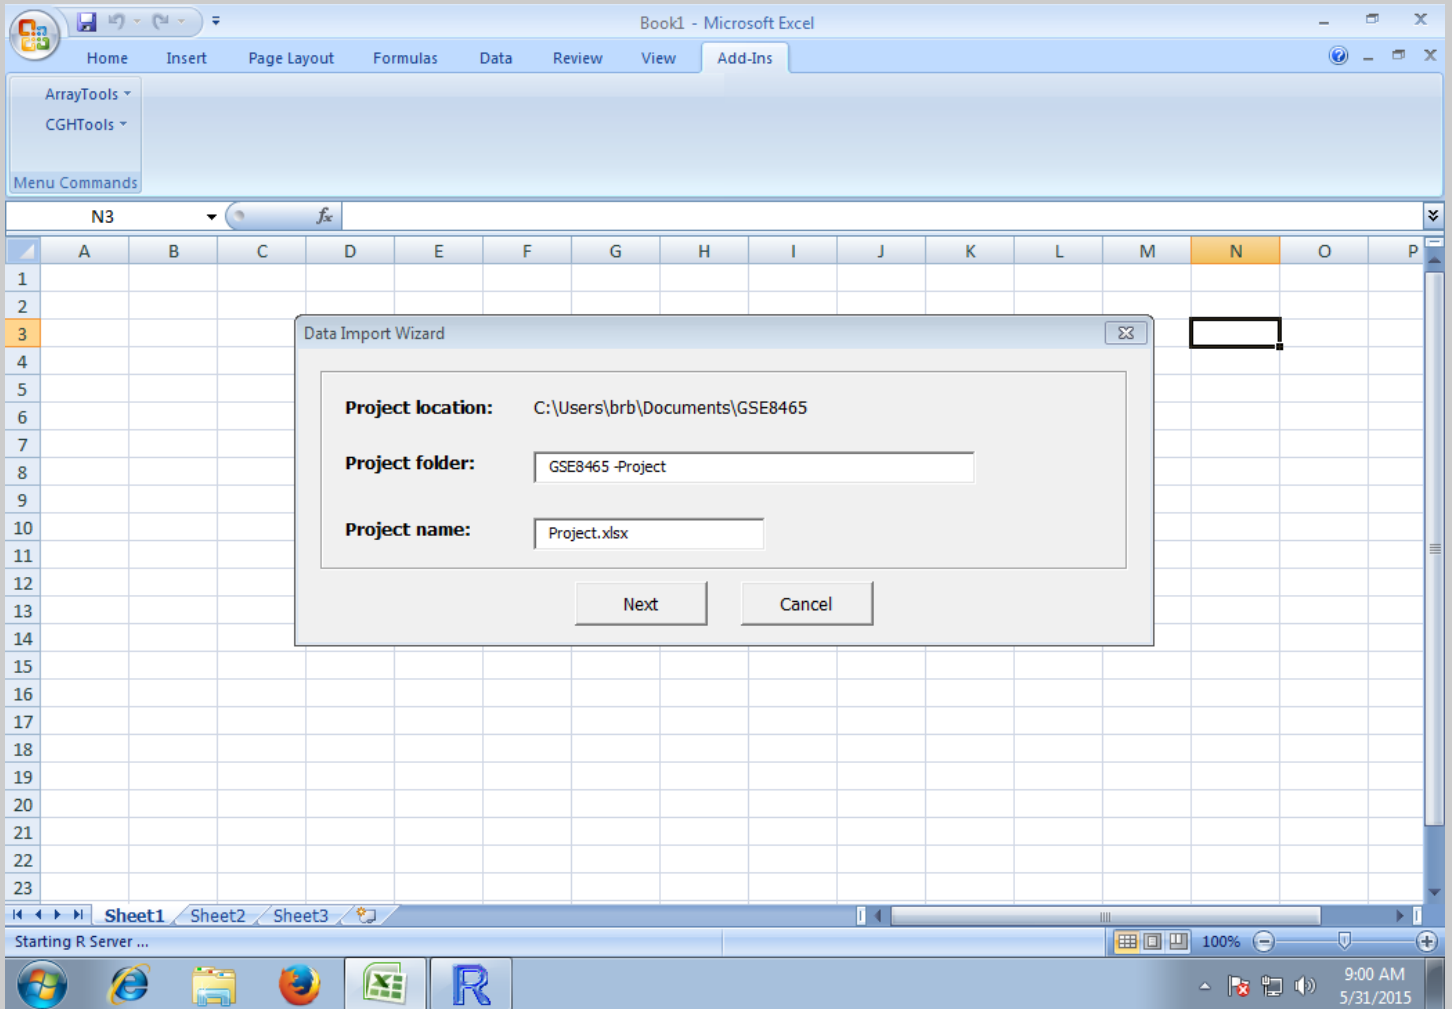 Book1 - Microsoft Excel
Home Insert Page Layout Formulas Data Review View Add-Ins
ArrayTools
CGHTools
Menu Commands
N3 fx
A B C D E F G H I J K L M N O P
1
2
3
4
5
6
7
8
9
10
11
12
13
14
15
16
17
18
19
20
21
22
23
Data Import Wizard
Project location: C:\Users\brb\Documents\GSE8465
Project folder: GSE8465 -Project
Project name: Project.xlsx
Next Cancel
Sheet1 Sheet2 Sheet3
Starting R Server ... 100%
9:00 AM
5/31/2015